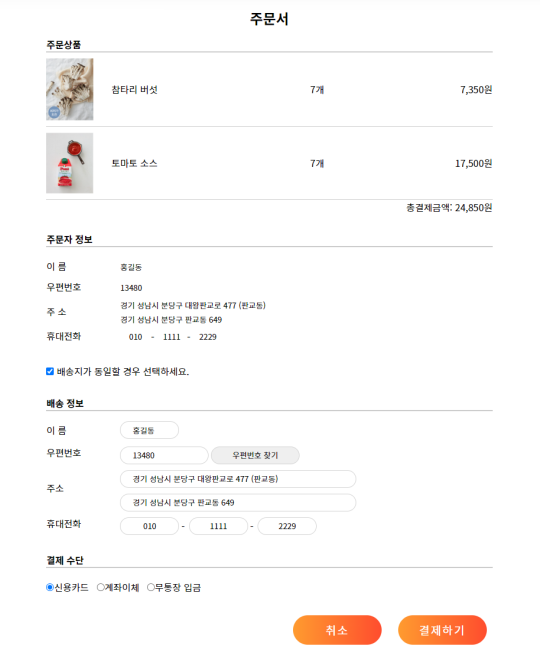 주문서
주문상품
참타리 버섯 7개 7,350원
토마토 소스 7개 17,500원
총결제금액: 24,850원
주문자 정보
이 름 홍길동
우편번호 13480
주 소 경기 성남시 분당구 대왕판교로 477 (판교동)
경기 성남시 분당구 판교동 649
휴대전화 010 - 1111 - 2229
배송지가 동일할 경우 선택하세요.
배송 정보
이 름 홍길동
우편번호 13480 우편번호 찾기
주소 경기 성남시 분당구 대왕판교로 477 (판교동)
경기 성남시 분당구 판교동 649
휴대전화 010 - 1111 - 2229
결제 수단
신용카드 계좌이체 무통장 입금
취소 결제하기